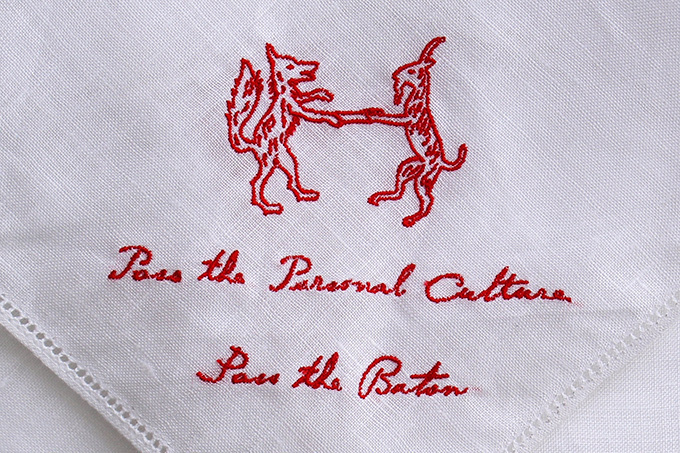 Pass the Personal Culture.
Pass the Baton